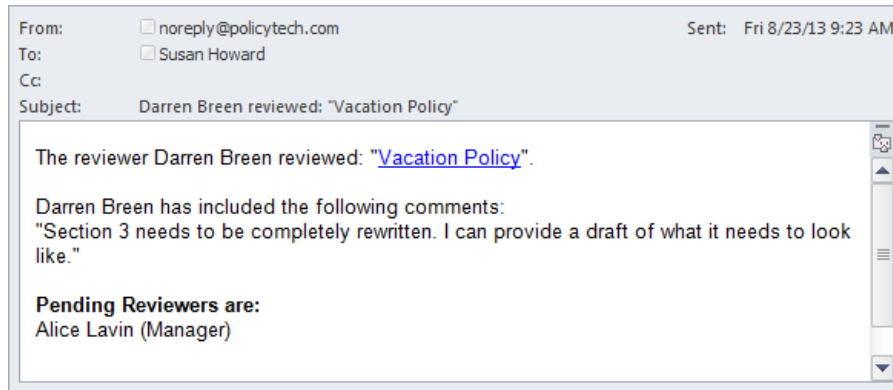 From: noreply@policytech.com Sent: Fri 8/23/13 9:23 AM
To: Susan Howard
Cc:
Subject: Darren Breen reviewed: "Vacation Policy"
The reviewer Darren Breen reviewed: "Vacation Policy".
Darren Breen has included the following comments:
"Section 3 needs to be completely rewritten. I can provide a draft of what it needs to look
like."
Pending Reviewers are:
Alice Lavin (Manager)